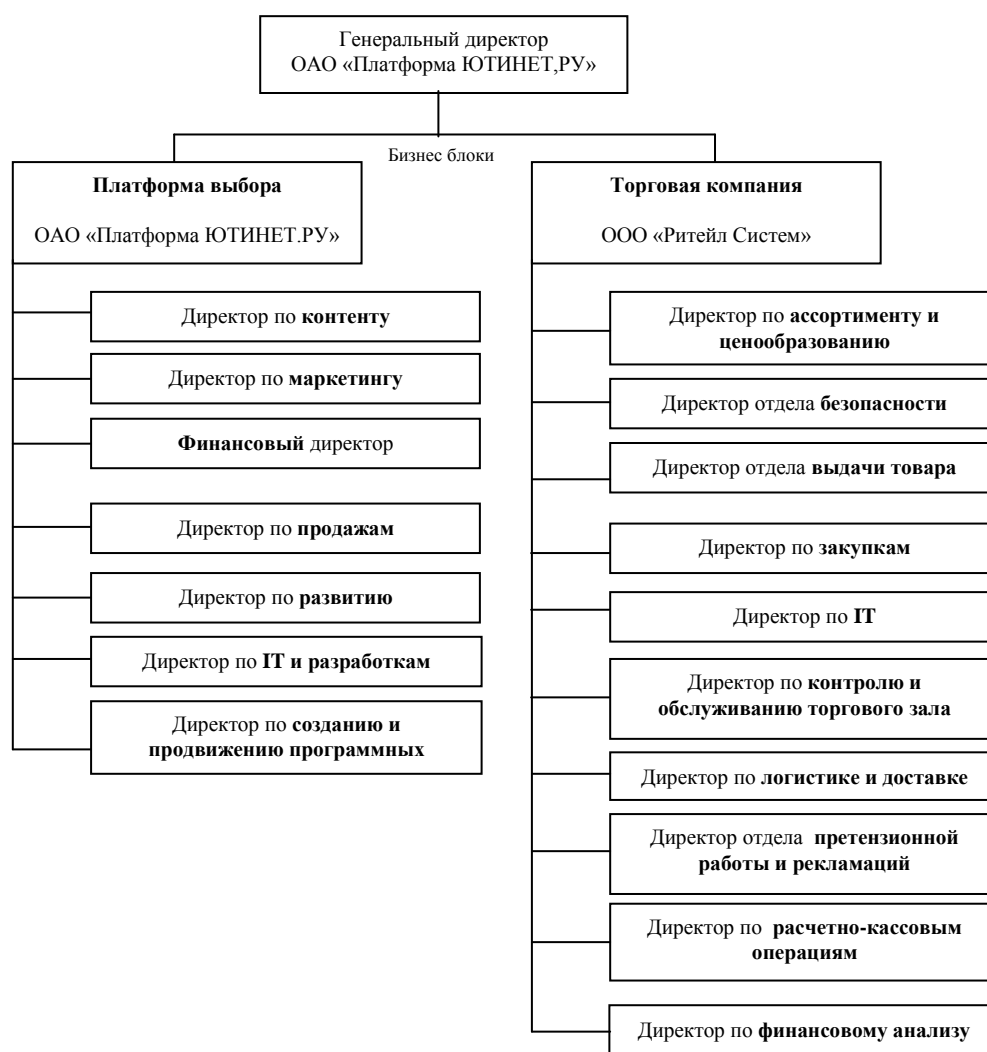 Генеральный директор
ОАО «Платформа ЮТИНЕТ,РУ»
Бизнес блоки
Платформа выбора
ОАО «Платформа ЮТИНЕТ.РУ»
Директор по контенту
Директор по маркетингу
Финансовый директор
Директор по продажам
Директор по развитию
Директор по IT и разработкам
Директор по созданию и
продвижению программных
Торговая компания
ООО «Ритейл Систем»
Директор по ассортименту и
ценообразованию
Директор отдела безопасности
Директор отдела выдачи товара
Директор по закупкам
Директор по IT
Директор по контролю и
обслуживанию торгового зала
Директор по логистике и доставке
Директор отдела претензионной
работы и рекламаций
Директор по расчетно-кассовым
операциям
Директор по финансовому анализу